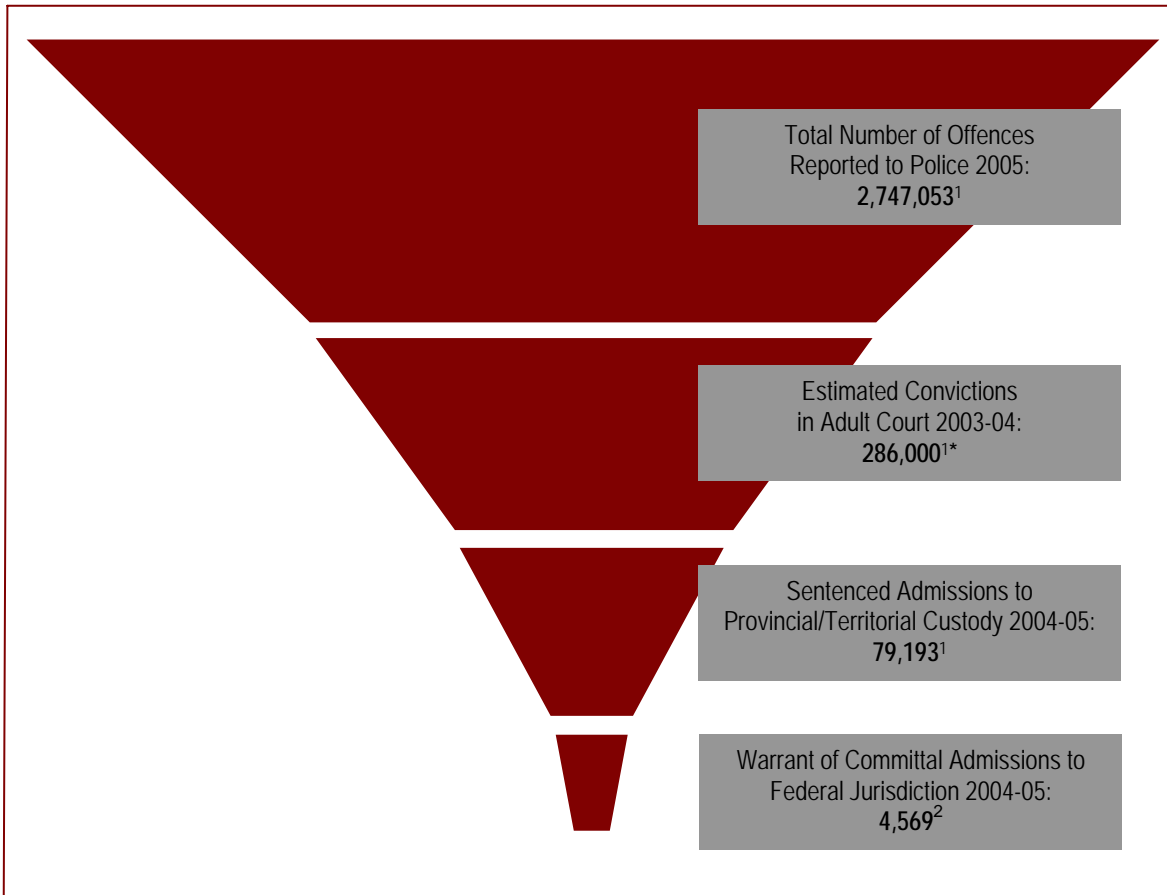 Total Number of Offences
Reported to Police 2005:
2,747,053¹
Estimated Convictions
in Adult Court 2003-04:
286,000¹*
Sentenced Admissions to
Provincial/Territorial Custody 2004-05:
79,193¹
Warrant of Committal Admissions to
Federal Jurisdiction 2004-05:
4,569²